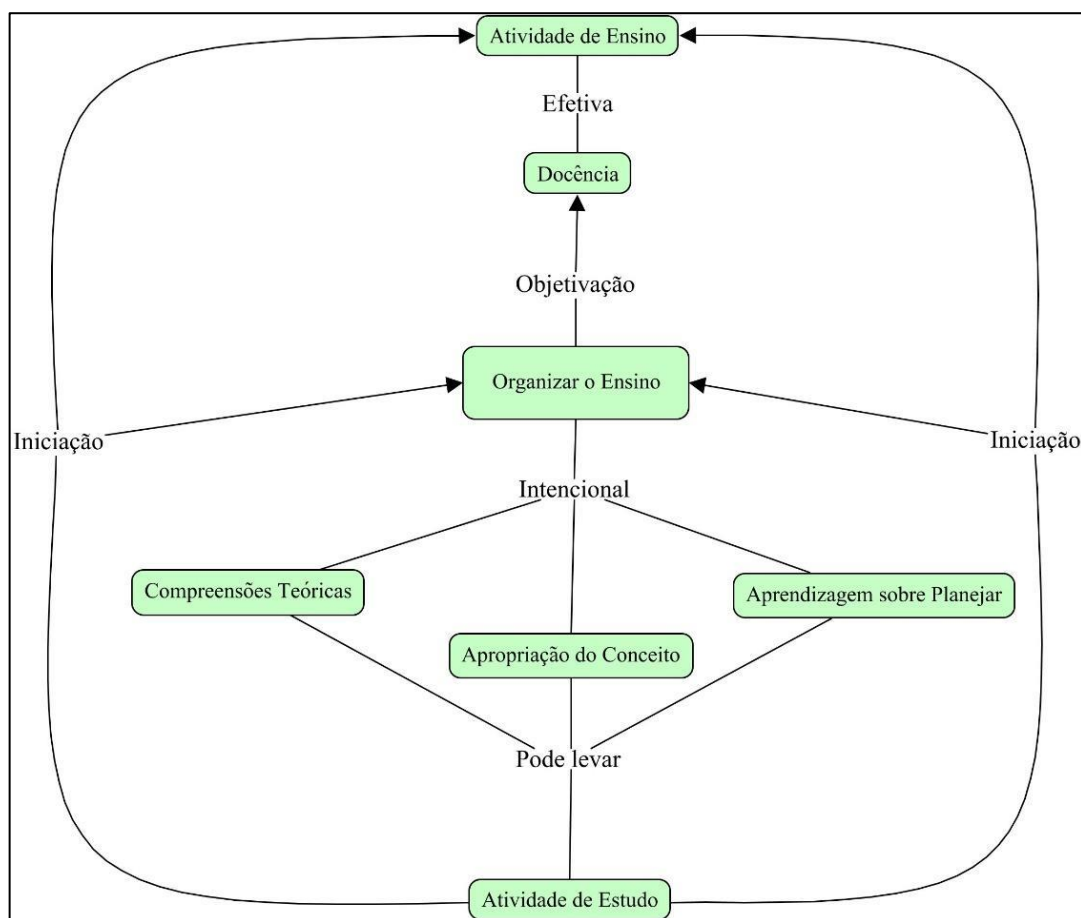 Atividade de Ensino
Efetiva
Docência
Objetivação
Organizar o Ensino
Iniciação
Iniciação
Intencional
Compreensões Teóricas
Aprendizagem sobre Planejar
Apropriação do Conceito
Pode levar
Atividade de Estudo